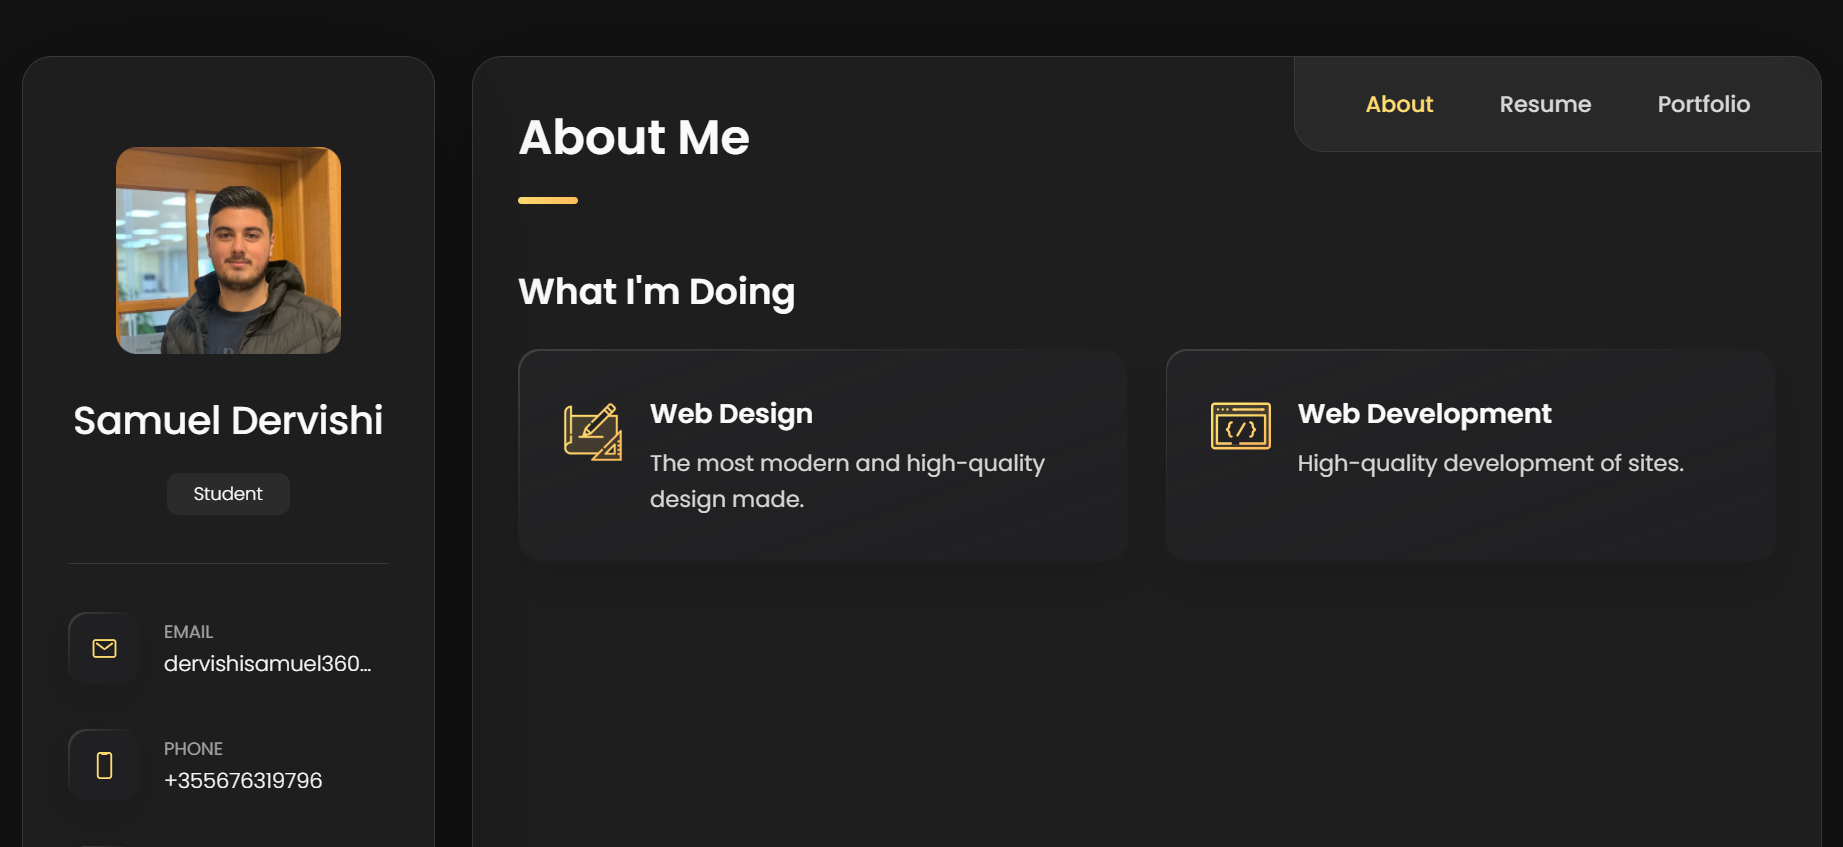 Samuel Dervishi
Student
EMAIL
dervishisamuel360...
PHONE
+355676319796
About
Resume
Portfolio
About Me
What I'm Doing
Web Design
The most modern and high-quality
design made.
Web Development
High-quality development of sites.